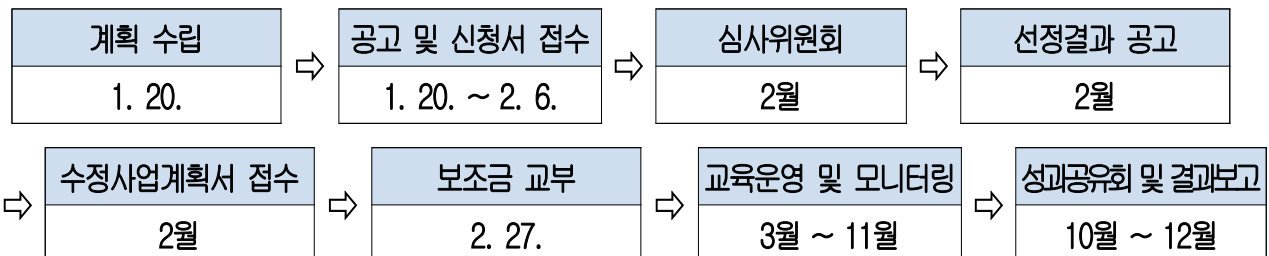 계획 수립 ⇨ 공고 및 신청서 접수 ⇨ 심사위원회 ⇨ 선정결과 공고
1. 20. 1. 20. ~ 2. 6. 2월 2월
⇨ 수정사업계획서 접수 ⇨ 보조금 교부 ⇨ 교육운영 및 모니터링 ⇨ 성과공유회 및 결과보고
2월 2. 27. 3월 ~ 11월 10월 ~ 12월